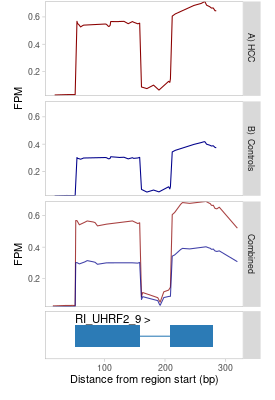 0.6
0.4
0.2
A) HCC
0.6
0.4
0.2
B) Controls
0.6
0.4
0.2
Combined
FPM
FPM
RI_UHRF2_9 >
100
200
300
Distance from region start (bp)